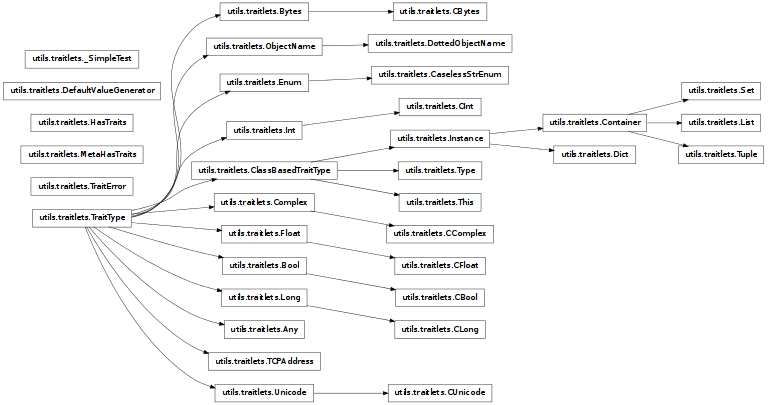 utils.traitlets.Bytes
utils.traitlets.CBytes
utils.traitlets.ObjectName
utils.traitlets.DottedObjectName
utils.traitlets._SimpleTest
utils.traitlets.Enum
utils.traitlets.CaselessStrEnum
utils.traitlets.DefaultValueGenerator
utils.traitlets.Set
utils.traitlets.CInt
utils.traitlets.HasTraits
utils.traitlets.Int
utils.traitlets.Container
utils.traitlets.List
utils.traitlets.Instance
utils.traitlets.MetaHasTraits
utils.traitlets.Dict
utils.traitlets.Tuple
utils.traitlets.ClassBasedTraitType
utils.traitlets.Type
utils.traitlets.TraitError
utils.traitlets.Complex
utils.traitlets.This
utils.traitlets.TraitType
utils.traitlets.Float
utils.traitlets.CComplex
utils.traitlets.Bool
utils.traitlets.CFloat
utils.traitlets.Long
utils.traitlets.CBool
utils.traitlets.Any
utils.traitlets.CLong
utils.traitlets.TCPAddress
utils.traitlets.Unicode
utils.traitlets.CUnicode